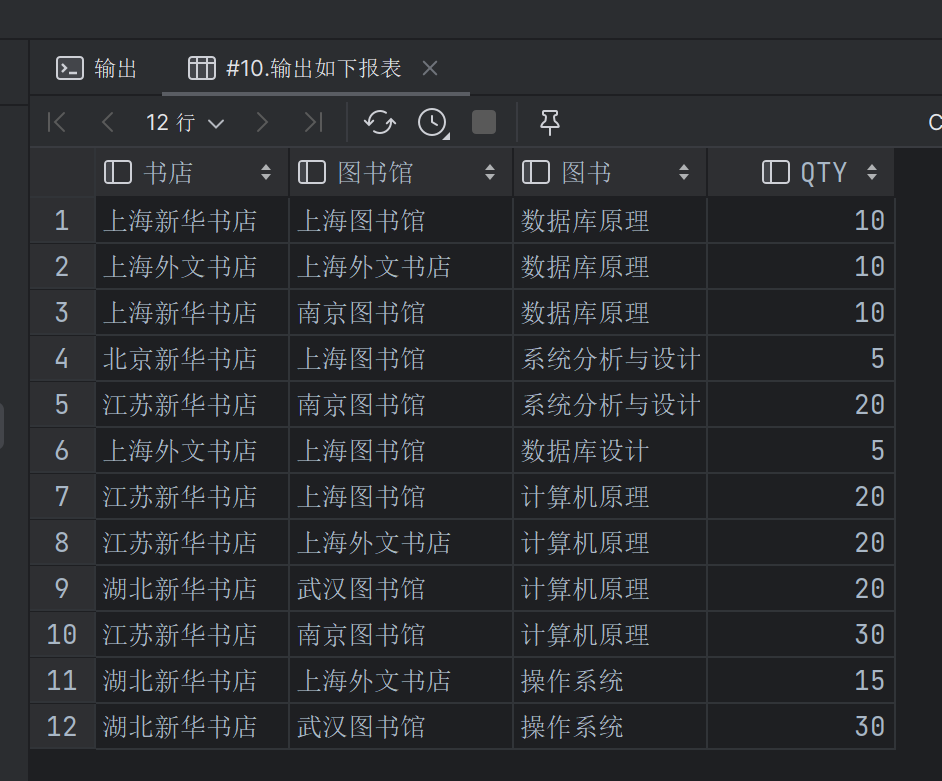 输出 #10.输出如下报表
12 行 C
书店 图书馆 图书 QTY
1 上海新华书店 上海图书馆 数据库原理 10
2 上海外文书店 上海外文书店 数据库原理 10
3 上海新华书店 南京图书馆 数据库原理 10
4 北京新华书店 上海图书馆 系统分析与设计 5
5 江苏新华书店 南京图书馆 系统分析与设计 20
6 上海外文书店 上海图书馆 数据库设计 5
7 江苏新华书店 上海图书馆 计算机原理 20
8 江苏新华书店 上海外文书店 计算机原理 20
9 湖北新华书店 武汉图书馆 计算机原理 20
10 江苏新华书店 南京图书馆 计算机原理 30
11 湖北新华书店 上海外文书店 操作系统 15
12 湖北新华书店 武汉图书馆 操作系统 30